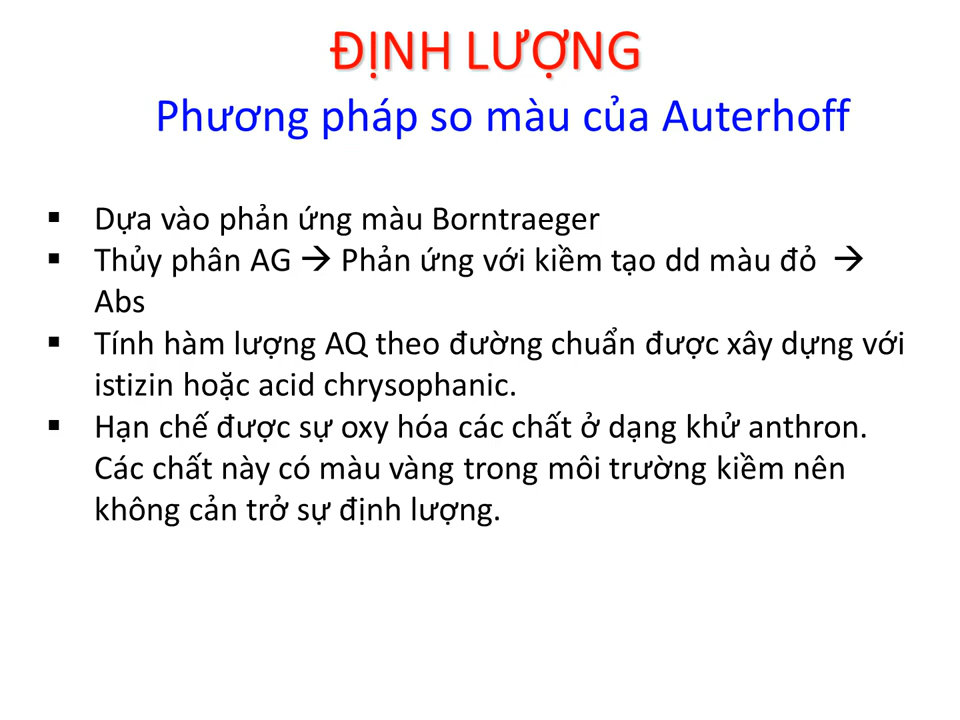 ĐỊNH LƯỢNG
Phương pháp so màu của Auterhoff
▪ Dựa vào phản ứng màu Borntraeger
▪ Thủy phân AG → Phản ứng với kiềm tạo dd màu đỏ →
Abs
▪ Tính hàm lượng AQ theo đường chuẩn được xây dựng với
istizin hoặc acid chrysophanic.
▪ Hạn chế được sự oxy hóa các chất ở dạng khử anthron.
Các chất này có màu vàng trong môi trường kiềm nên
không cản trở sự định lượng.